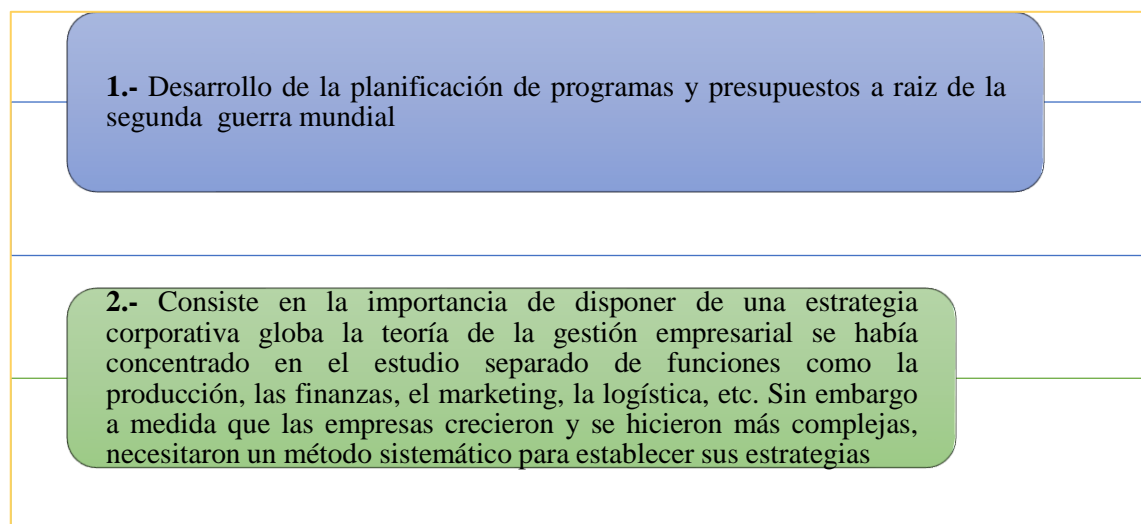 1.- Desarrollo de la planificación de programas y presupuestos a raiz de la
segunda guerra mundial
2.- Consiste en la importancia de disponer de una estrategia
corporativa globa la teoría de la gestión empresarial se había
concentrado en el estudio separado de funciones como la
producción, las finanzas, el marketing, la logística, etc. Sin embargo
a medida que las empresas crecieron y se hicieron más complejas,
necesitaron un método sistemático para establecer sus estrategias